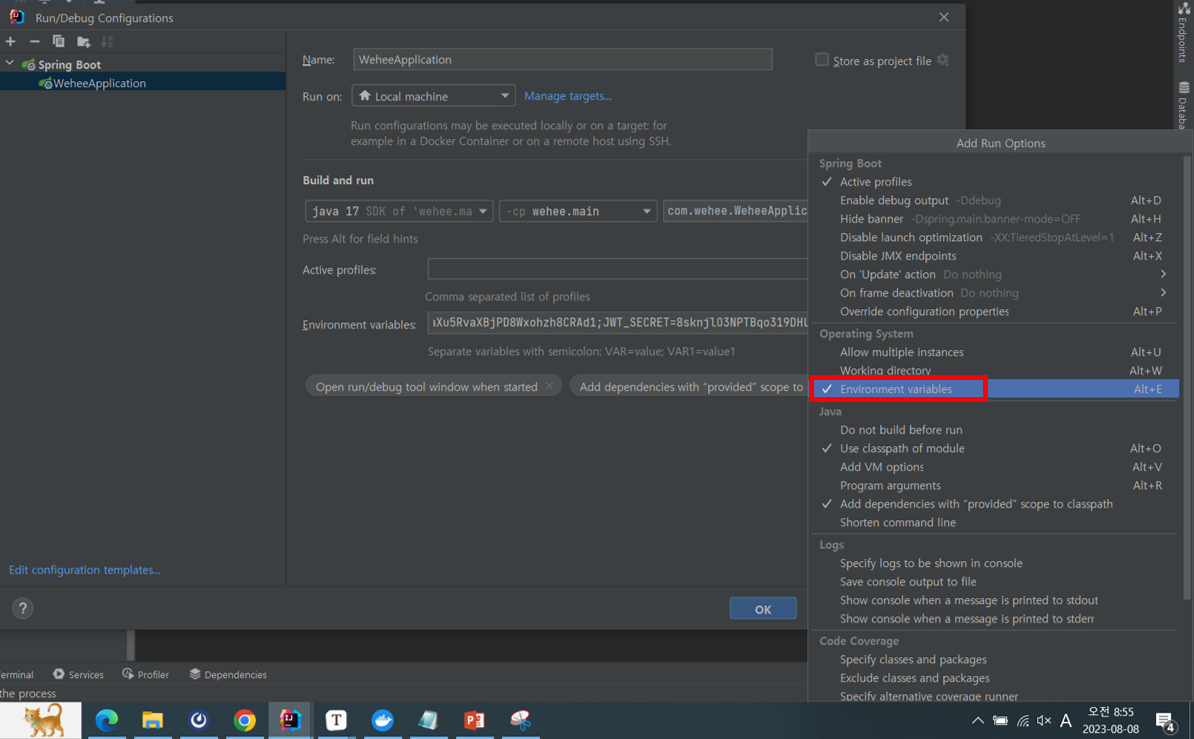 Run/Debug Configurations
Spring Boot
WeheeApplication
Name:
WeheeApplication
Store as project file
Run on:
Local machine
Manage targets...
Run configurations may be executed locally or on a target: for
example in a Docker Container or on a remote host using SSH.
Build and run
java 17 SDK of 'wehee.ma
-cp wehee.main
com.wehee.WeheeApplic
Press Alt for field hints
Active profiles:
Comma separated list of profiles
Environment variables:
Xu5RvaXBjPD8Wxohzh8CRAd1;JWT_SECRET=8sknjlO3NPTBqo319DHL
Separate variables with semicolon: VAR=value; VAR1=value1
Open run/debug tool window when started
Add dependencies with “provided” scope to
Edit configuration templates...
?
OK
Add Run Options
Spring Boot
Active profiles
Enable debug output -Ddebug Alt+D
Hide banner -Dspring.main.banner-mode=OFF Alt+H
Disable launch optimization -XX:TieredStopAtLevel=1 Alt+Z
Disable JMX endpoints Alt+X
On 'Update' action Do nothing
On frame deactivation Do nothing
Override configuration properties Alt+P
Operating System
Allow multiple instances Alt+U
Working directory Alt+W
Environment variables Alt+E
Java
Do not build before run
Use classpath of module Alt+O
Add VM options Alt+V
Program arguments Alt+R
Add dependencies with “provided” scope to classpath
Shorten command line
Logs
Specify logs to be shown in console
Save console output to file
Show console when a message is printed to stdout
Show console when a message is printed to stderr
Code Coverage
Specify classes and packages
Exclude classes and packages
Specify alternative coverage runner
Endpoints
Databa
erminal
Services
Profiler
Dependencies
the process
T
A
오전 8:55
2023-08-08
4